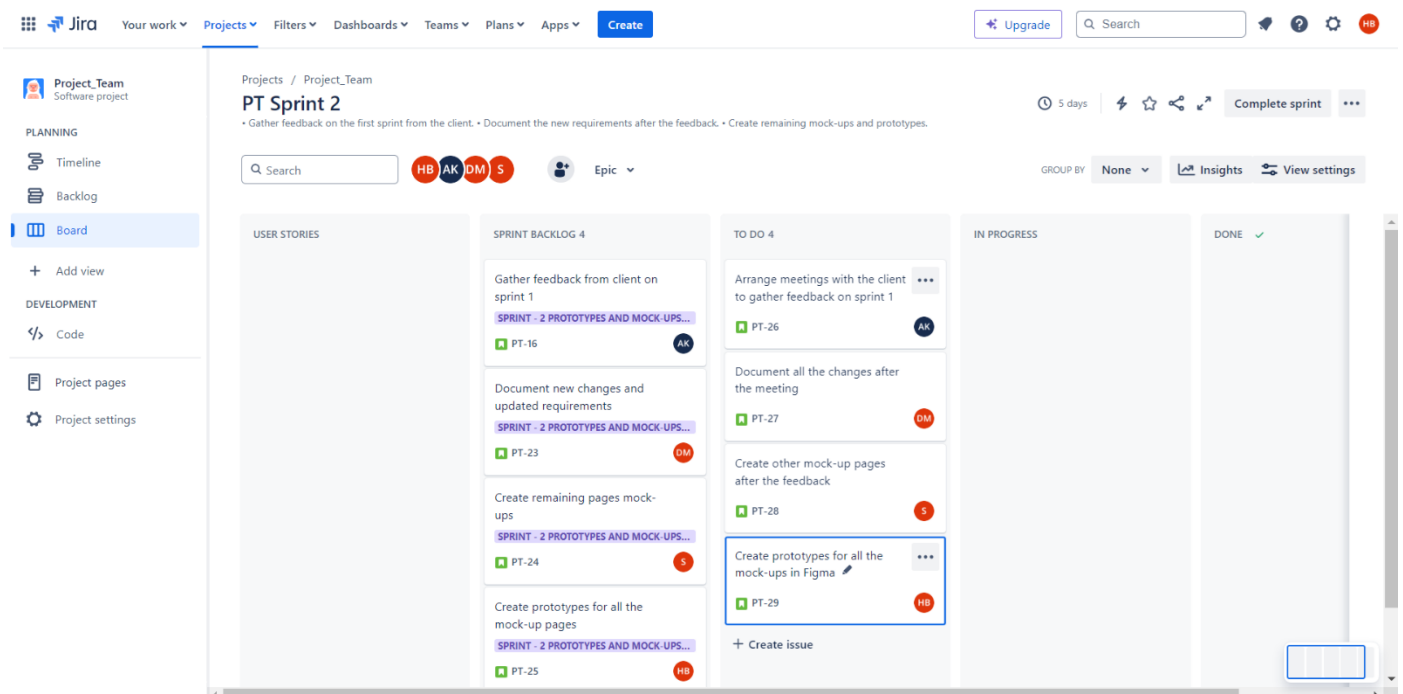 Jira Your work Projects Filters Dashboards Teams Plans Apps Create Upgrade Search HB
Project_Team
Software project
PLANNING
Timeline
Backlog
Board
Add view
DEVELOPMENT
Code
Project pages
Project settings
Projects / Project_Team
PT Sprint 2
• Gather feedback on the first sprint from the client. • Document the new requirements after the feedback. • Create remaining mock-ups and prototypes.
5 days Complete sprint
Search HB AK DM S Epic GROUP BY None Insights View settings
USER STORIES
SPRINT BACKLOG 4
Gather feedback from client on
sprint 1
SPRINT - 2 PROTOTYPES AND MOCK-UPS...
PT-16 AK
Document new changes and
updated requirements
SPRINT - 2 PROTOTYPES AND MOCK-UPS...
PT-23 DM
Create remaining pages mock-
ups
SPRINT - 2 PROTOTYPES AND MOCK-UPS...
PT-24 S
Create prototypes for all the
mock-up pages
SPRINT - 2 PROTOTYPES AND MOCK-UPS...
PT-25 HB
TO DO 4
Arrange meetings with the client
to gather feedback on sprint 1
PT-26 AK
Document all the changes after
the meeting
PT-27 DM
Create other mock-up pages
after the feedback
PT-28 S
Create prototypes for all the
mock-ups in Figma
PT-29 HB
+ Create issue
IN PROGRESS
DONE